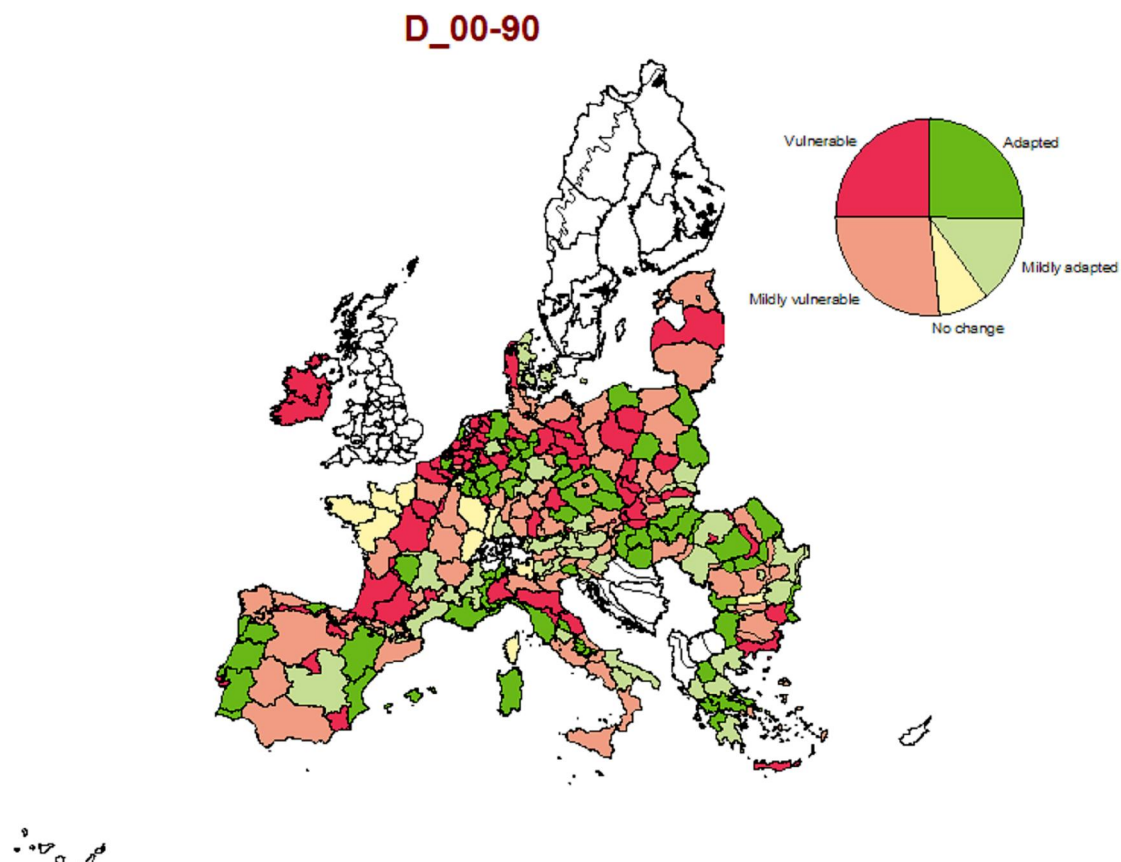 D_00-90
Vulnerable
Adapted
Mildly adapted
Mildly vulnerable
No change